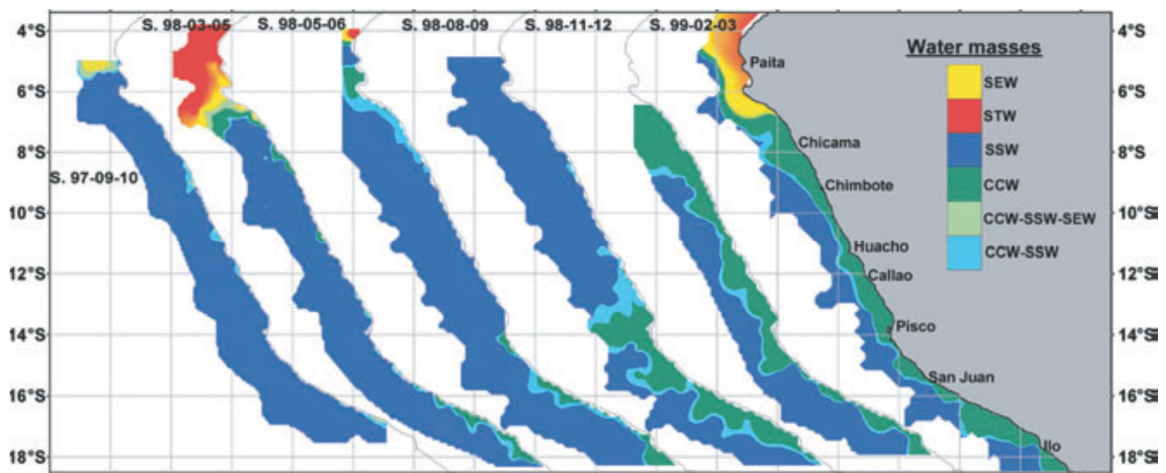 S. 98-03-05 S. 98-05-06 S. 98-08-09 S. 98-11-12 S. 99-02-03
S. 97-09-10
4°S
6°S
8°S
10°S
12°S
14°S
16°S
18°S
Paita
Chicama
Chimbote
Huacho
Callao
Pisco
San Juan
Ilo
Water masses
SEW
STW
SSW
CCW
CCW-SSW-SEW
CCW-SSW
4°S
6°S
8°S
10°S
12°S
14°S
16°S
18°S